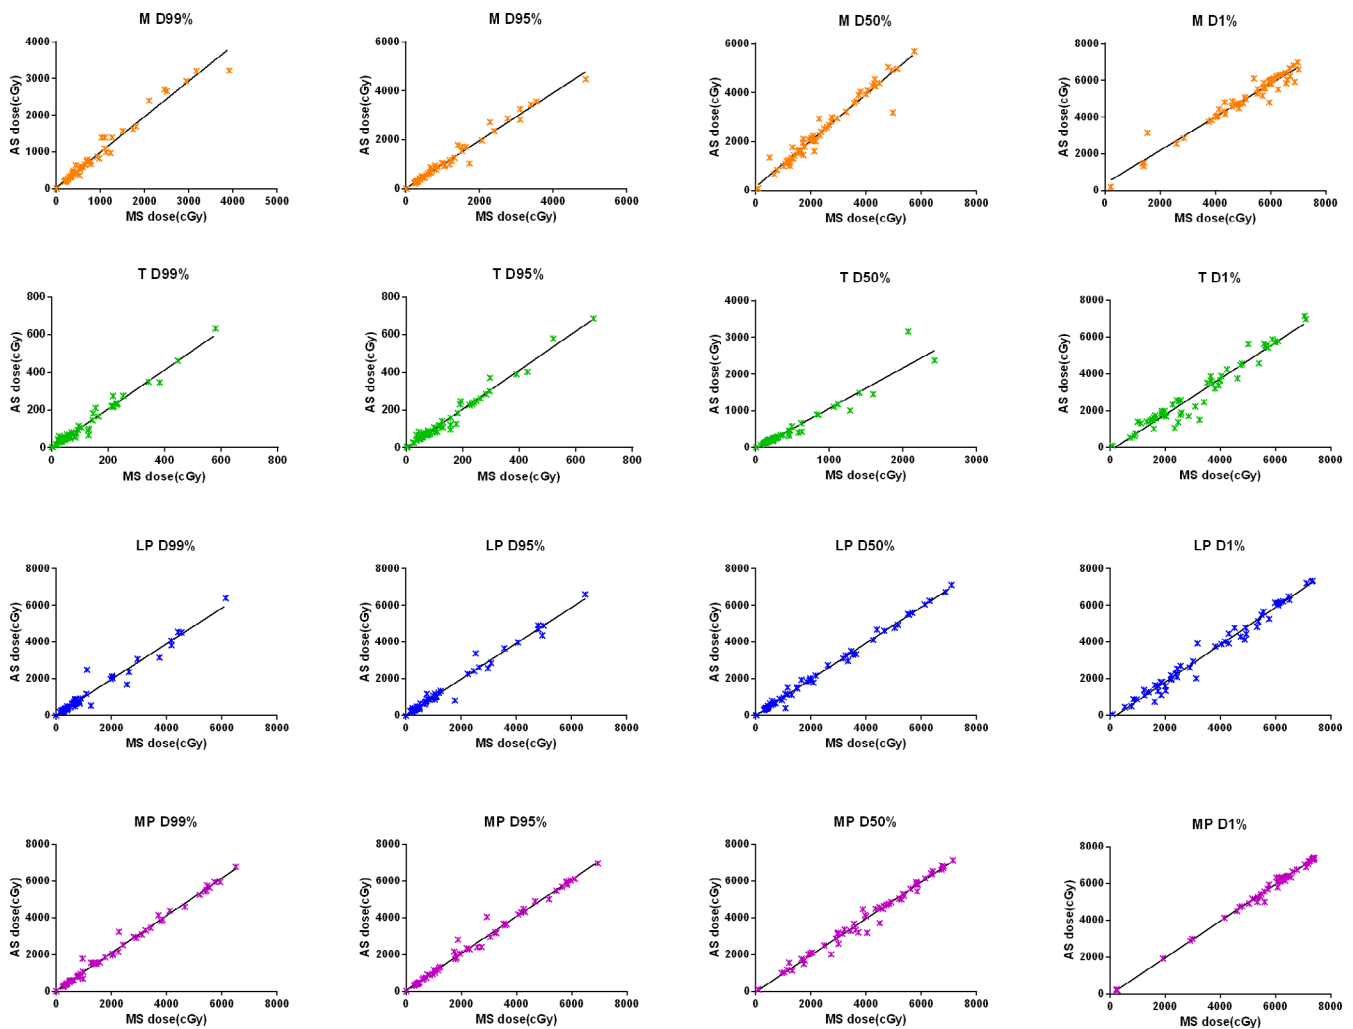 M D99%
M D95%
M D50%
M D1%
AS dose(cGy)
4000
3000
2000
1000
0
0 1000 2000 3000 4000 5000
MS dose(cGy)
AS dose(cGy)
6000
4000
2000
0
0 2000 4000 6000
MS dose(cGy)
AS dose(cGy)
6000
4000
2000
0
0 2000 4000 6000 8000
MS dose(cGy)
AS dose(cGy)
8000
6000
4000
2000
0
0 2000 4000 6000 8000
MS dose(cGy)
T D99%
T D95%
T D50%
T D1%
AS dose(cGy)
800
600
400
200
0
0 200 400 600 800
MS dose(cGy)
AS dose(cGy)
800
600
400
200
0
0 200 400 600 800
MS dose(cGy)
AS dose(cGy)
4000
3000
2000
1000
0
0 1000 2000 3000
MS dose(cGy)
AS dose(cGy)
8000
6000
4000
2000
0
0 2000 4000 6000 8000
MS dose(cGy)
LP D99%
LP D95%
LP D50%
LP D1%
AS dose(cGy)
8000
6000
4000
2000
0
0 2000 4000 6000 8000
MS dose(cGy)
AS dose(cGy)
8000
6000
4000
2000
0
0 2000 4000 6000 8000
MS dose(cGy)
AS dose(cGy)
8000
6000
4000
2000
0
0 2000 4000 6000 8000
MS dose(cGy)
AS dose(cGy)
8000
6000
4000
2000
0
0 2000 4000 6000 8000
MS dose(cGy)
MP D99%
MP D95%
MP D50%
MP D1%
AS dose(cGy)
8000
6000
4000
2000
0
0 2000 4000 6000 8000
MS dose(cGy)
AS dose(cGy)
8000
6000
4000
2000
0
0 2000 4000 6000 8000
MS dose(cGy)
AS dose(cGy)
8000
6000
4000
2000
0
0 2000 4000 6000 8000
MS dose(cGy)
AS dose(cGy)
8000
6000
4000
2000
0
0 2000 4000 6000 8000
MS dose(cGy)